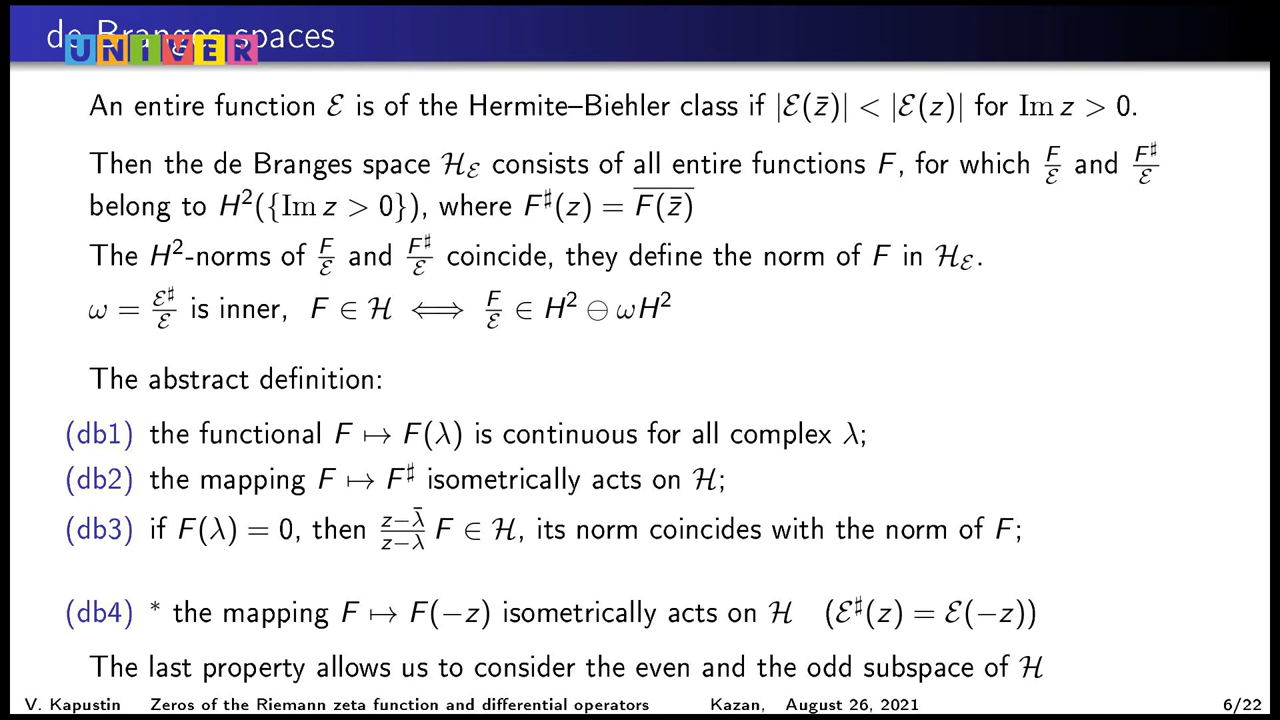 de Branges spaces
UNIVER
An entire function ℰ is of the Hermite–Biehler class if |ℰ(z̄)| < |ℰ(z)| for Im z > 0.
Then the de Branges space ℋ_ℰ consists of all entire functions F, for which F/ℰ and F♯/ℰ
belong to H²({Im z > 0}), where F♯(z) = \overline{F(z̄)}
The H²-norms of F/ℰ and F♯/ℰ coincide, they define the norm of F in ℋ_ℰ.
ω = ℰ♯/ℰ is inner, F ∈ ℋ ⟺ F/ℰ ∈ H² ⊖ ωH²
The abstract definition:
(db1) the functional F ↦ F(λ) is continuous for all complex λ;
(db2) the mapping F ↦ F♯ isometrically acts on ℋ;
(db3) if F(λ) = 0, then (z−λ̄)/(z−λ) F ∈ ℋ, its norm coincides with the norm of F;
(db4) * the mapping F ↦ F(−z) isometrically acts on ℋ (ℰ♯(z) = ℰ(−z))
The last property allows us to consider the even and the odd subspace of ℋ
V. Kapustin Zeros of the Riemann zeta function and differential operators Kazan, August 26, 2021 6/22